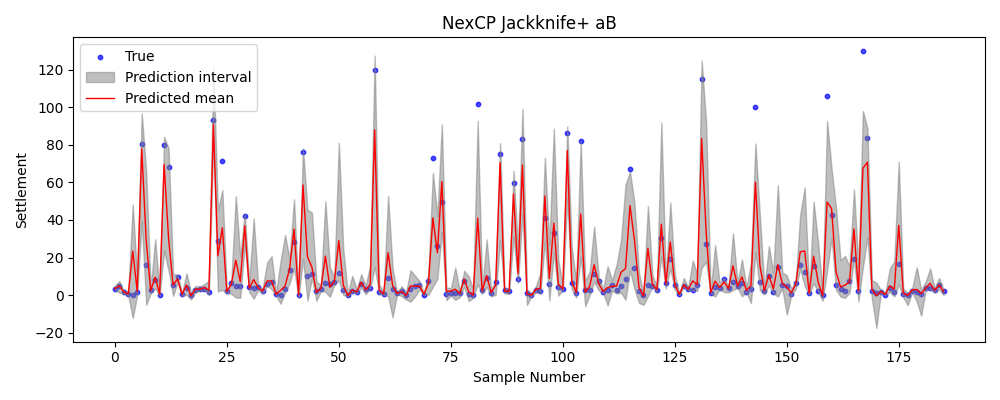 NexCP Jackknife+ aB
True
Prediction interval
Predicted mean
Settlement
120
100
80
60
40
20
0
−20
0 25 50 75 100 125 150 175
Sample Number